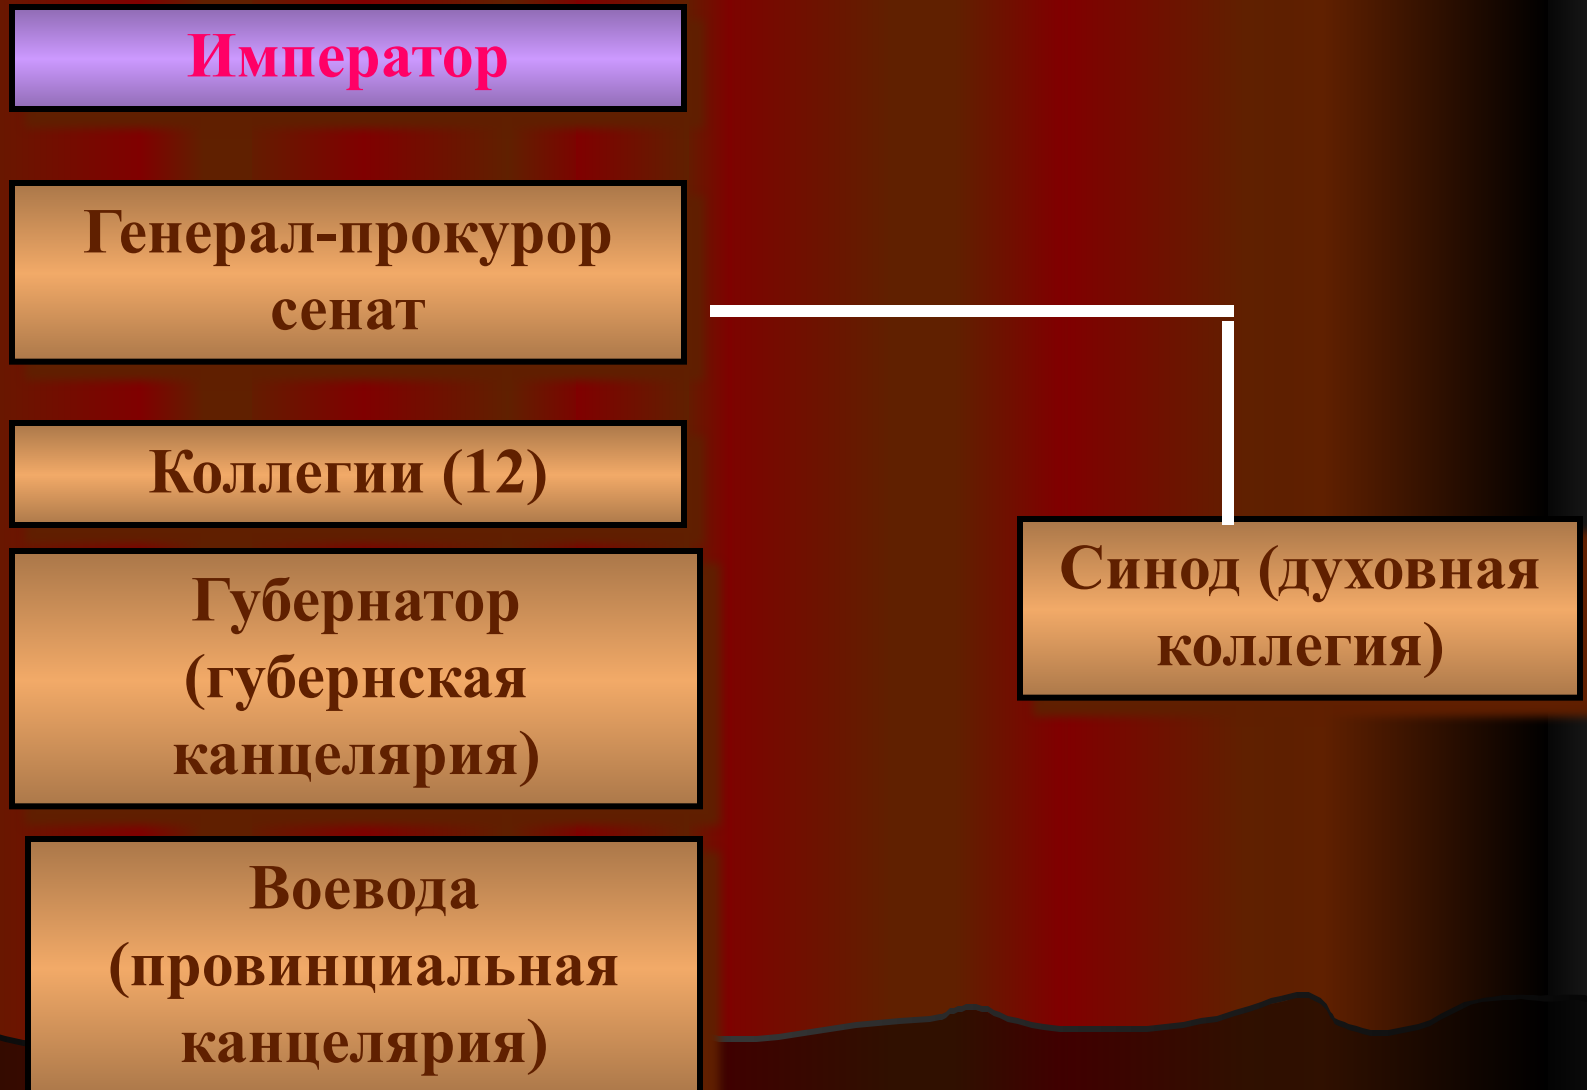 Император
Генерал-прокурор
сенат
Коллегии (12)
Губернатор
(губернская
канцелярия)
Воевода
(провинциальная
канцелярия)
Синод (духовная
коллегия)